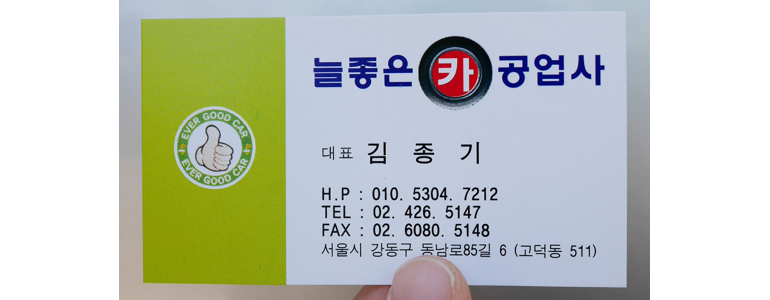 늘좋은 카 공업사
EVER GOOD CAR
EVER GOOD CAR
대표 김 종 기
H.P : 010. 5304. 7212
TEL : 02. 426. 5147
FAX : 02. 6080. 5148
서울시 강동구 동남로85길 6 (고덕동 511)